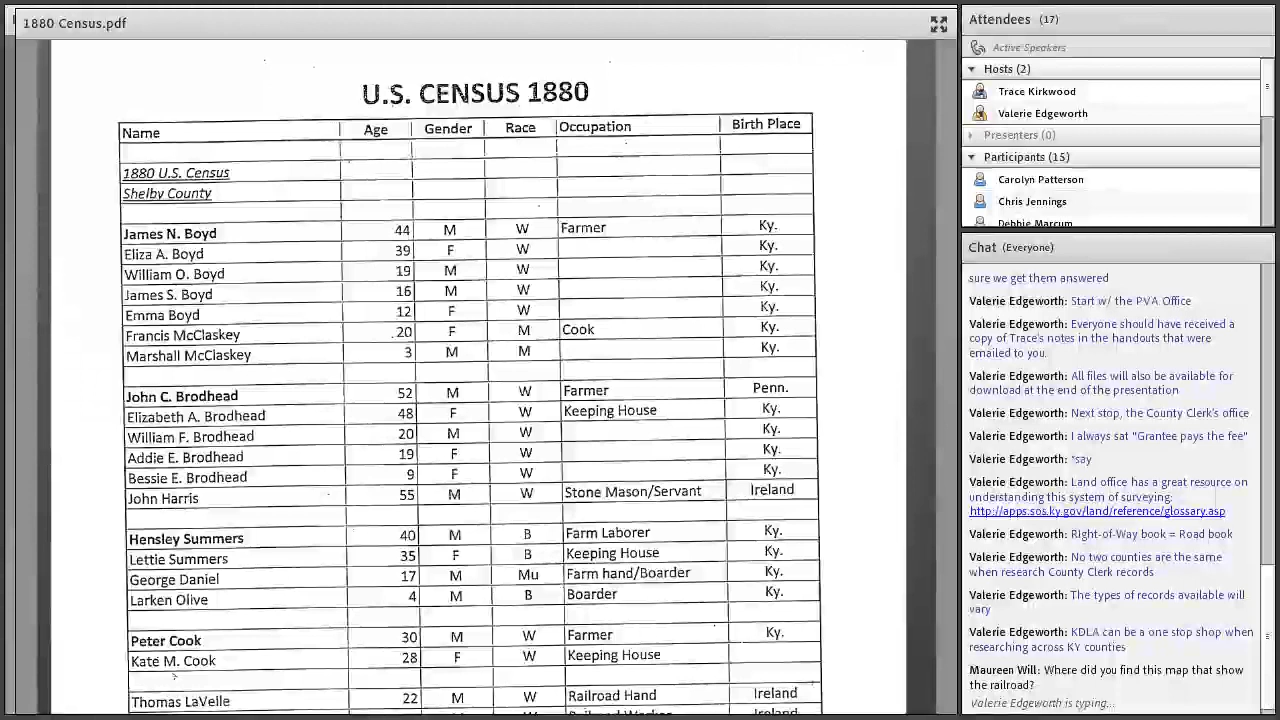 1880 Census.pdf
U.S. CENSUS 1880
Name Age Gender Race Occupation Birth Place
1880 U.S. Census
Shelby County
James N. Boyd 44 M W Farmer Ky.
Eliza A. Boyd 39 F W Ky.
William O. Boyd 19 M W Ky.
James S. Boyd 16 M W Ky.
Emma Boyd 12 F W Ky.
Francis McClaskey 20 F M Cook Ky.
Marshall McClaskey 3 M M Ky.
John C. Brodhead 52 M W Farmer Penn.
Elizabeth A. Brodhead 48 F W Keeping House Ky.
William F. Brodhead 20 M W Ky.
Addie E. Brodhead 19 F W Ky.
Bessie E. Brodhead 9 F W Ky.
John Harris 55 M W Stone Mason/Servant Ireland
Hensley Summers 40 M B Farm Laborer Ky.
Lettie Summers 35 F B Keeping House Ky.
George Daniel 17 M Mu Farm hand/Boarder Ky.
Larken Olive 4 M B Boarder Ky.
Peter Cook 30 M W Farmer Ky.
Kate M. Cook 28 F W Keeping House
Thomas LaVelle 22 M W Railroad Hand Ireland
Railroad Worker Ireland
Attendees (17)
Active Speakers
Hosts (2)
Trace Kirkwood
Valerie Edgeworth
Presenters (0)
Participants (15)
Carolyn Patterson
Chris Jennings
Debbie Marcum
Chat (Everyone)
sure we get them answered
Valerie Edgeworth: Start w/ the PVA Office
Valerie Edgeworth: Everyone should have received a
copy of Trace's notes in the handouts that were
emailed to you.
Valerie Edgeworth: All files will also be available for
download at the end of the presentation
Valerie Edgeworth: Next stop, the County Clerk's office
Valerie Edgeworth: I always sat "Grantee pays the fee"
Valerie Edgeworth: *say
Valerie Edgeworth: Land office has a great resource on
understanding this system of surveying:
http://apps.sos.ky.gov/land/reference/glossary.asp
Valerie Edgeworth: Right-of-Way book = Road book
Valerie Edgeworth: No two counties are the same
when research County Clerk records
Valerie Edgeworth: The types of records available will
vary
Valerie Edgeworth: KDLA can be a one stop shop when
researching across KY counties
Maureen Will: Where did you find this map that show
the railroad?
Valerie Edgeworth is typing...